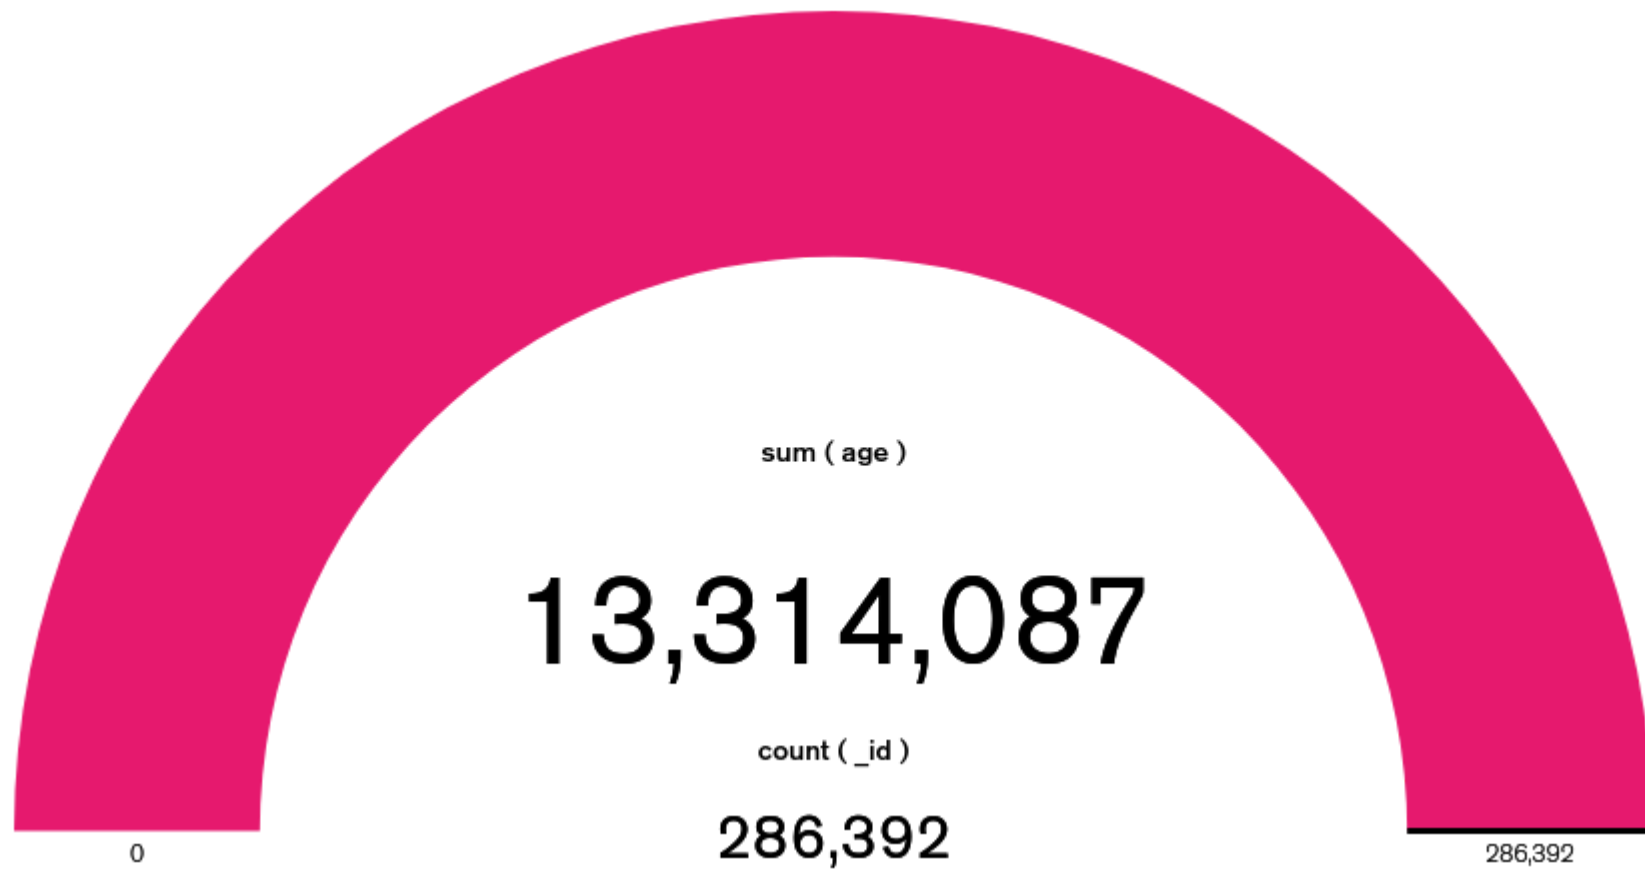 sum ( age )
13,314,087
count ( _id )
286,392
0
286,392